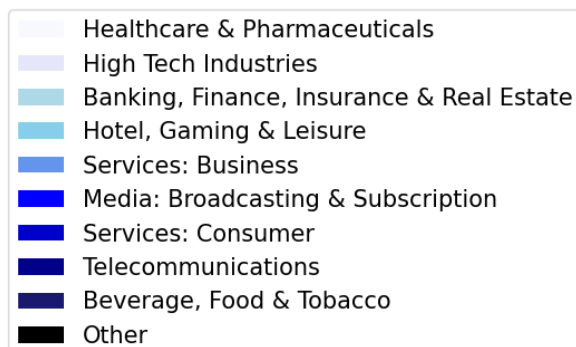 Healthcare & Pharmaceuticals
High Tech Industries
Banking, Finance, Insurance & Real Estate
Hotel, Gaming & Leisure
Services: Business
Media: Broadcasting & Subscription
Services: Consumer
Telecommunications
Beverage, Food & Tobacco
Other